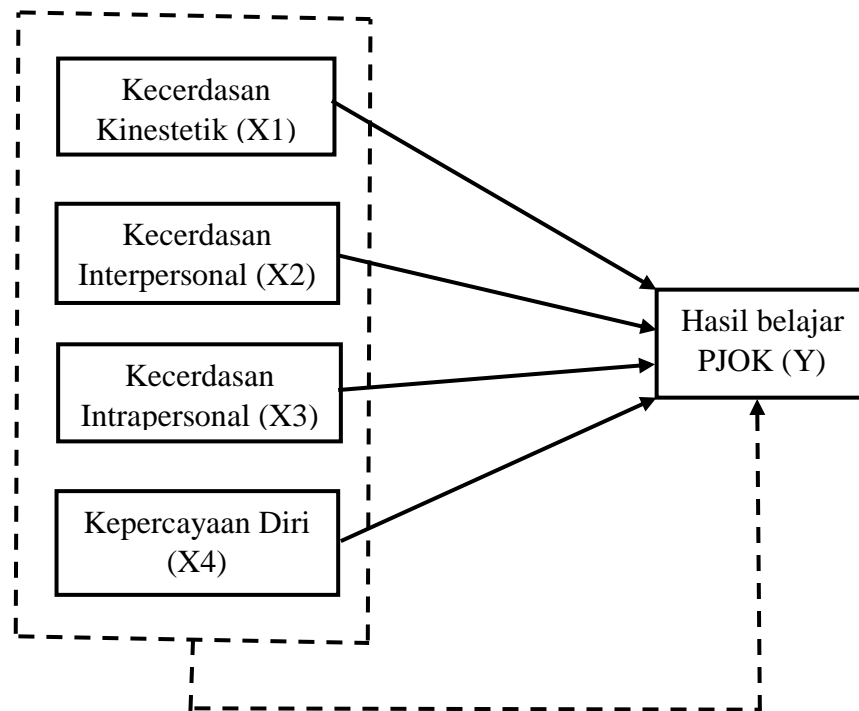 Kecerdasan
Kinestetik (X1)
Kecerdasan
Interpersonal (X2)
Kecerdasan
Intrapersonal (X3)
Kepercayaan Diri
(X4)
Hasil belajar
PJOK (Y)